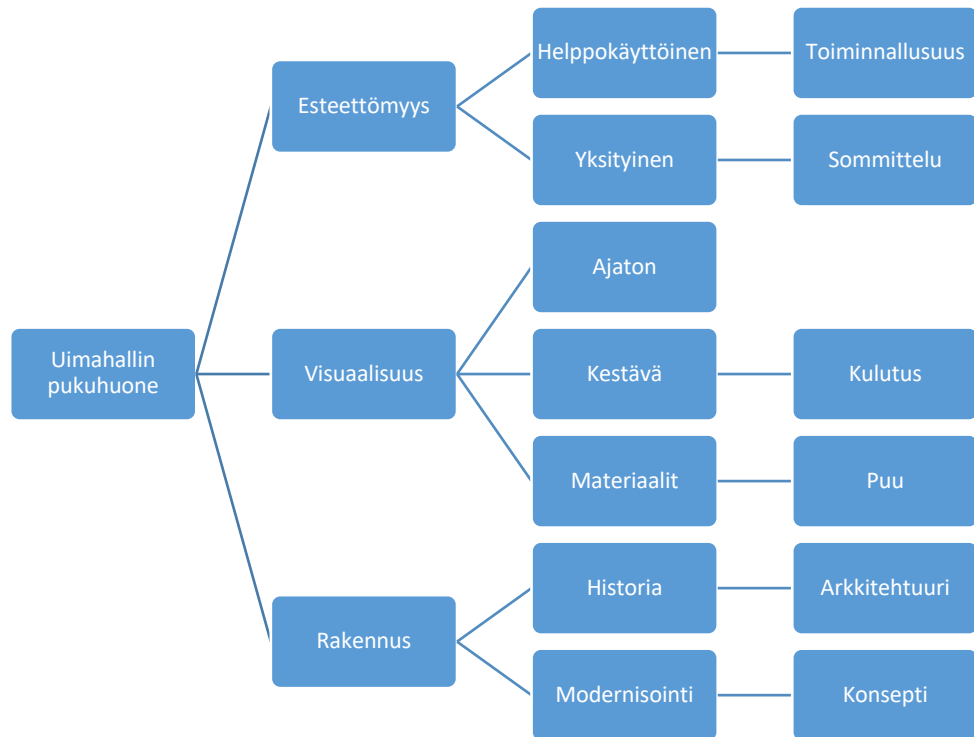 Helppokäyttöinen
Toiminnallusuus
Esteettömyys
Yksityinen
Sommittelu
Ajaton
Uimahallin
pukuhuone
Visuaalisuus
Kestävä
Kulutus
Materiaalit
Puu
Historia
Arkkitehtuuri
Rakennus
Modernisointi
Konsepti